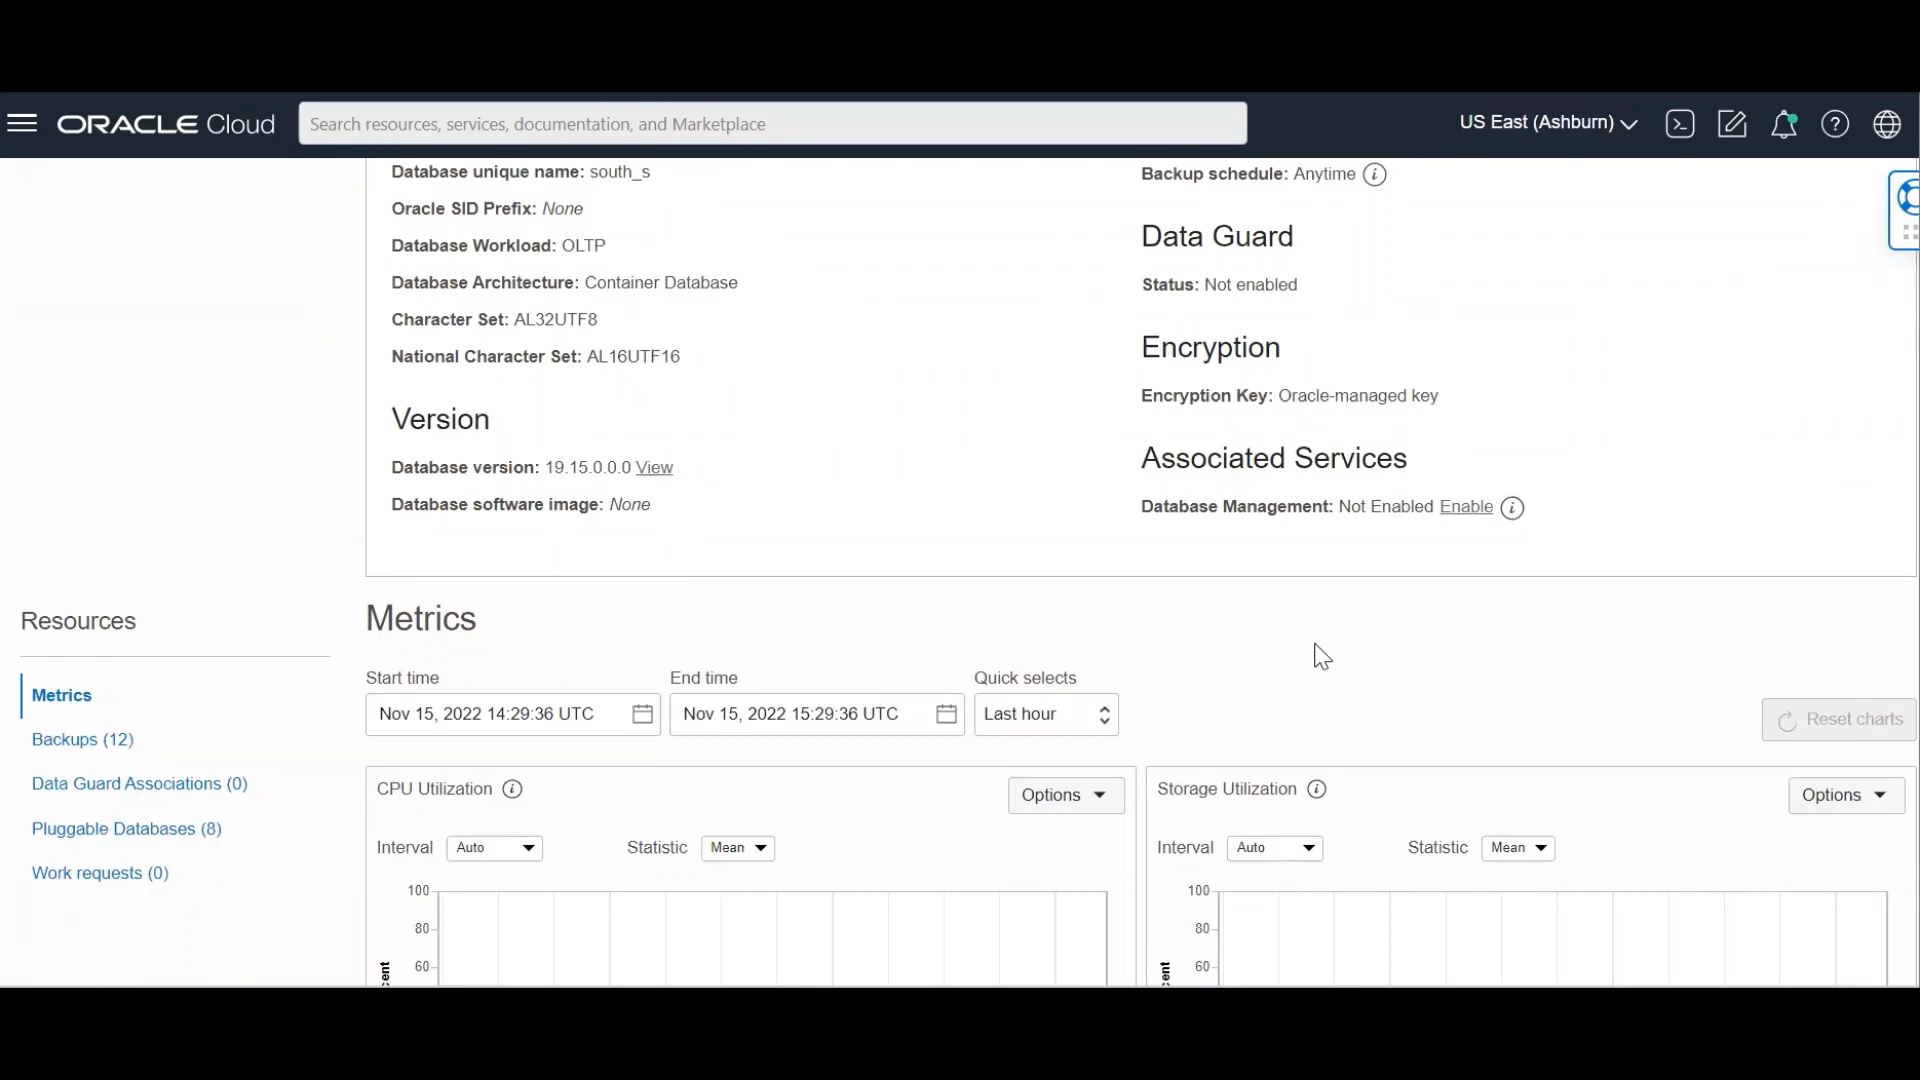 ORACLE Cloud
Search resources, services, documentation, and Marketplace
US East (Ashburn)
Database unique name: south_s
Oracle SID Prefix: None
Database Workload: OLTP
Database Architecture: Container Database
Character Set: AL32UTF8
National Character Set: AL16UTF16
Version
Database version: 19.15.0.0.0 View
Database software image: None
Backup schedule: Anytime
Data Guard
Status: Not enabled
Encryption
Encryption Key: Oracle-managed key
Associated Services
Database Management: Not Enabled Enable
Resources
Metrics
Backups (12)
Data Guard Associations (0)
Pluggable Databases (8)
Work requests (0)
Metrics
Start time
Nov 15, 2022 14:29:36 UTC
End time
Nov 15, 2022 15:29:36 UTC
Quick selects
Last hour
Reset charts
CPU Utilization
Options
Interval Auto
Statistic Mean
100
80
60
Storage Utilization
Options
Interval Auto
Statistic Mean
100
80
60